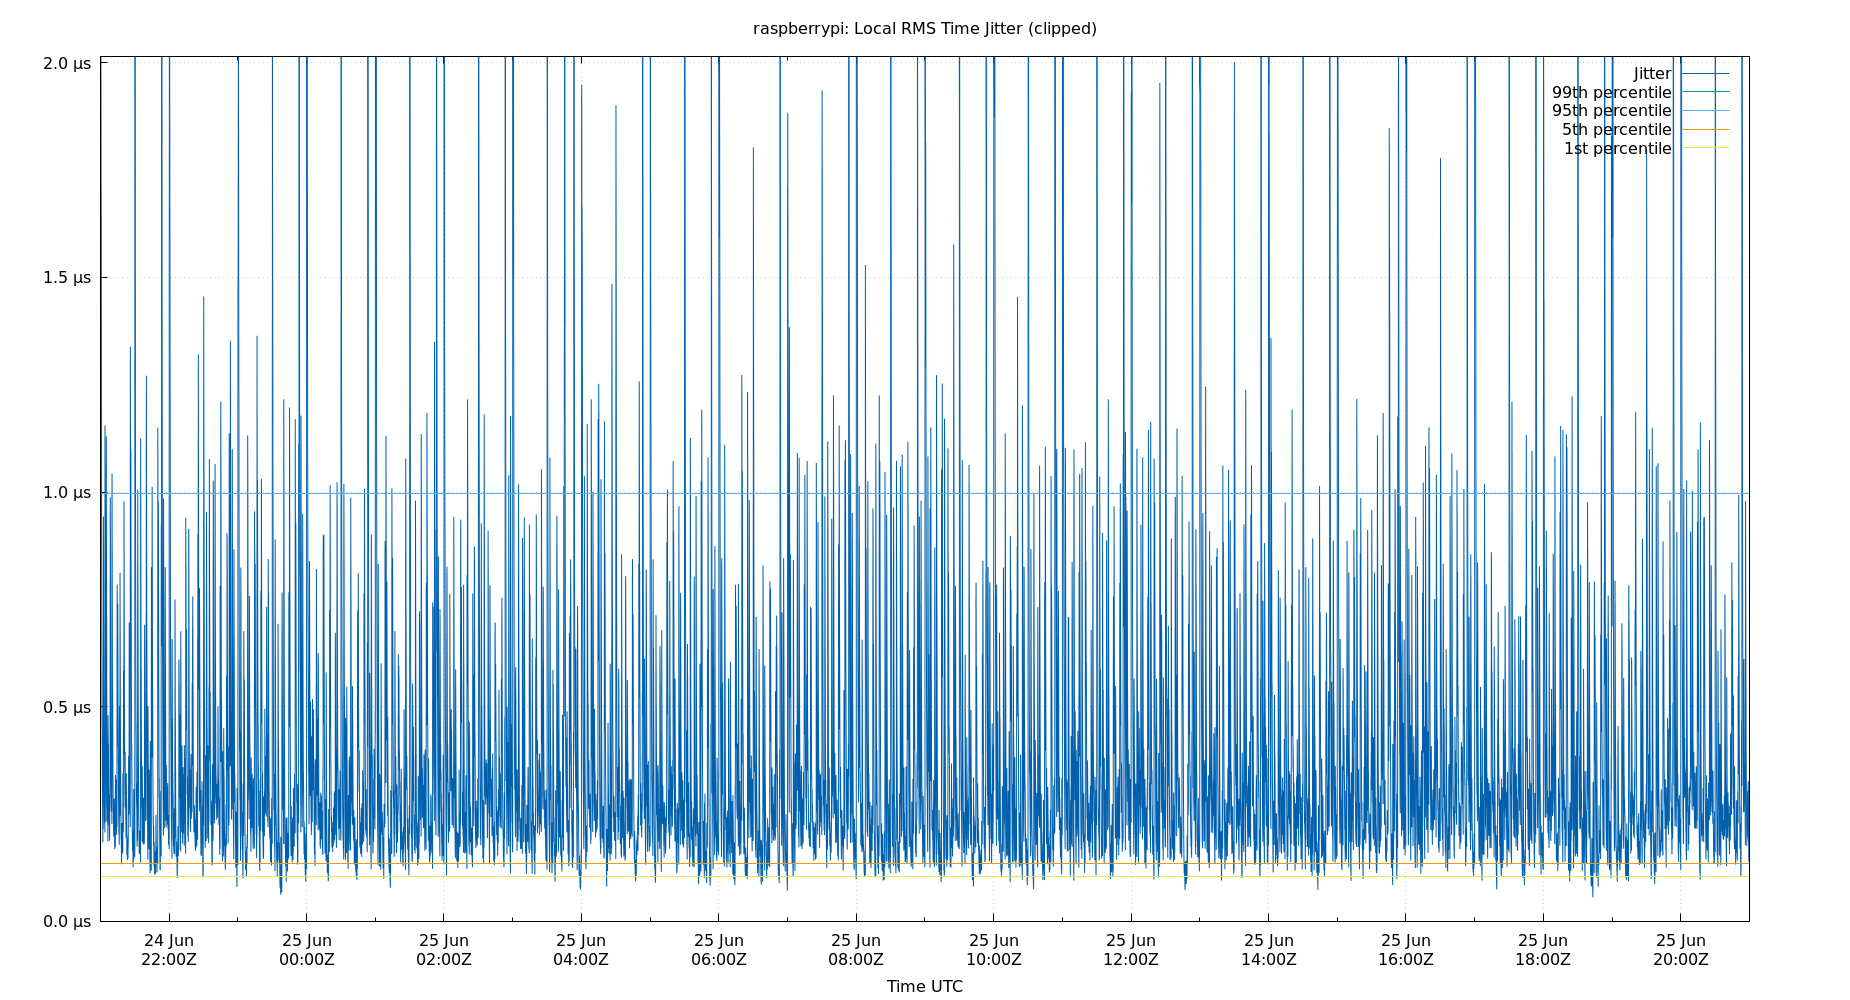 raspberrypi: Local RMS Time Jitter (clipped)
2.0 µs
1.5 µs
1.0 µs
0.5 µs
0.0 µs
Jitter
99th percentile
95th percentile
5th percentile
1st percentile
24 Jun 25 Jun 25 Jun 25 Jun 25 Jun 25 Jun 25 Jun 25 Jun 25 Jun 25 Jun 25 Jun 25 Jun
22:00Z 00:00Z 02:00Z 04:00Z 06:00Z 08:00Z 10:00Z 12:00Z 14:00Z 16:00Z 18:00Z 20:00Z
Time UTC